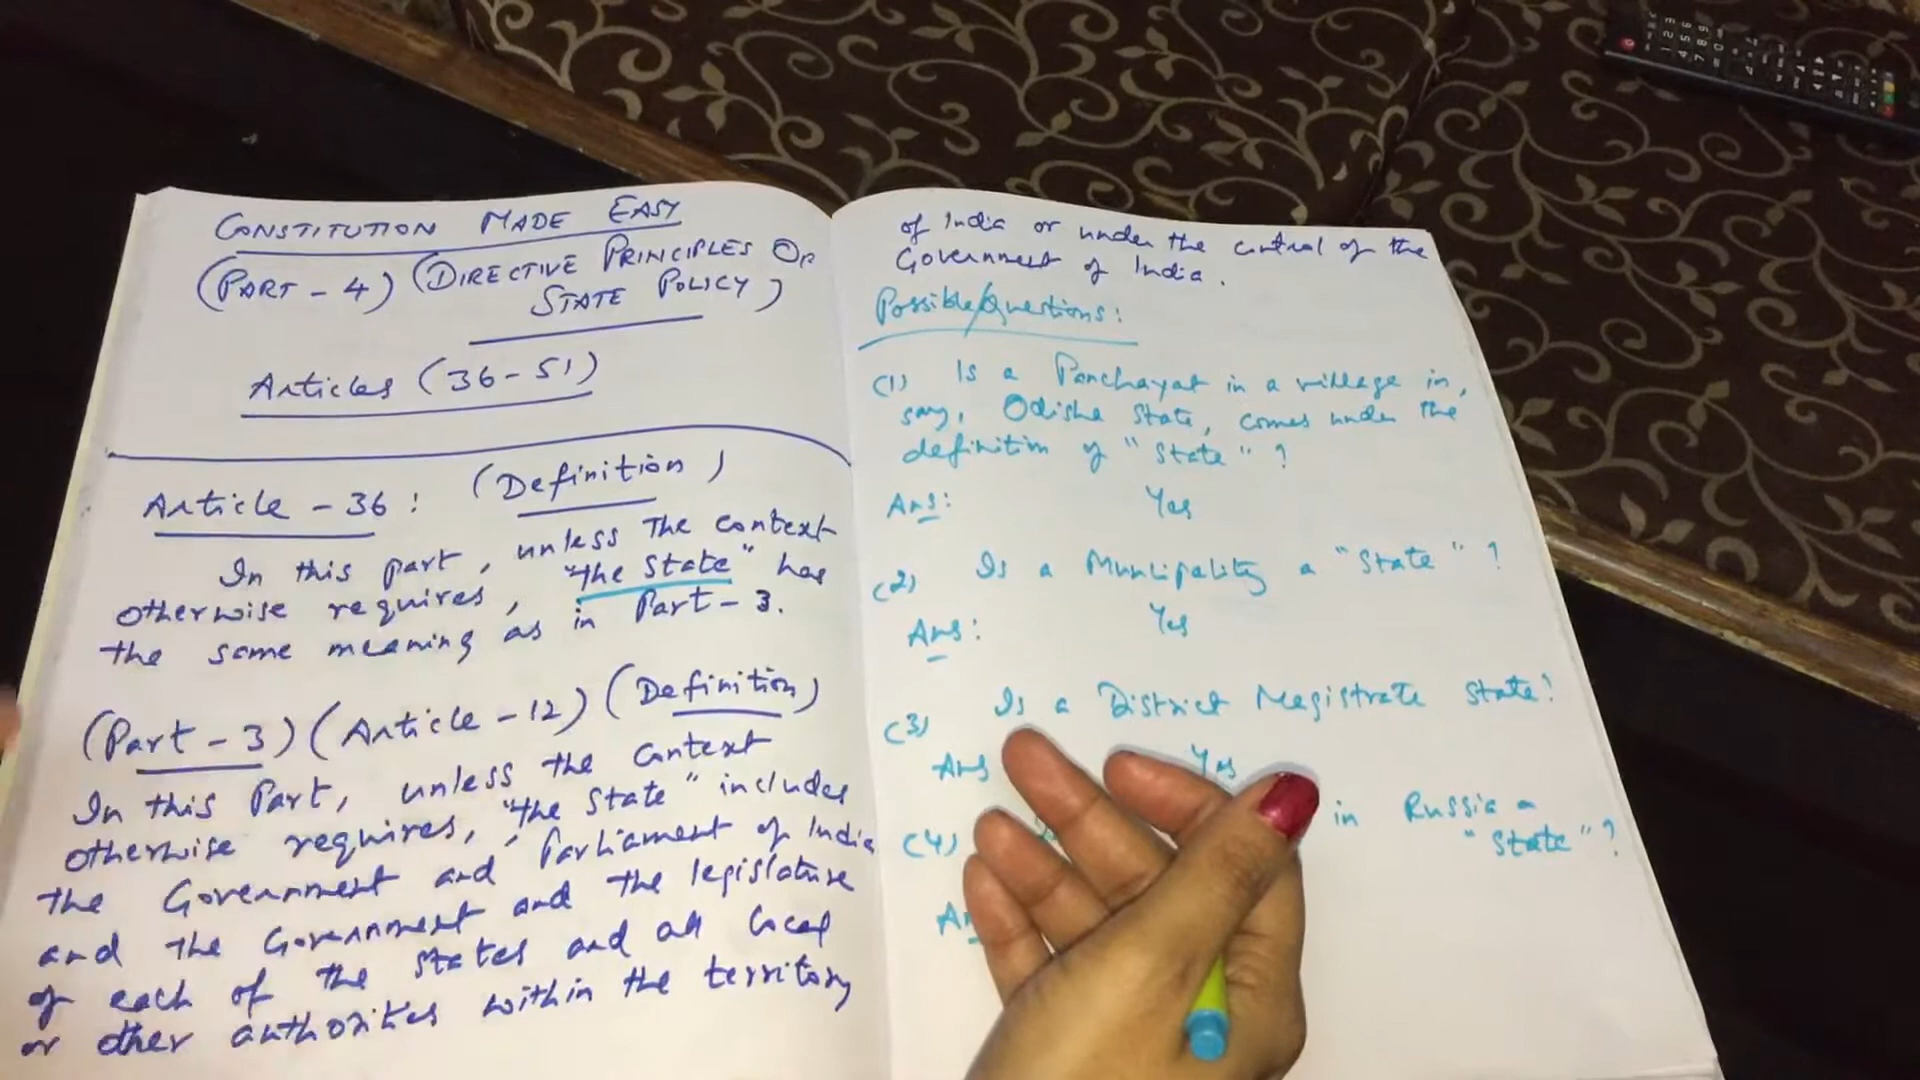 CONSTITUTION MADE EASY
(PART - 4) (DIRECTIVE PRINCIPLES OF
STATE POLICY)
Articles (36-51)
Article - 36: (Definition)
In this part, unless the context
otherwise requires, "the State" has
the same meaning as in Part - 3.
(Part - 3) (Article - 12) (Definition)
In this Part, unless the context
otherwise requires, "the State" includes
the Government and Parliament of India
and the Government and the legislature
of each of the states and all local
or other authorities within the territory
of India or under the control of the
Government of India.
Possible/Questions:
(1) Is a Panchayat in a village in,
say, Odisha State, comes under the
definition of "State"?
Ans: Yes
(2) Is a Municipality a "State"?
Ans: Yes
(3) Is a District Magistrate State?
Ans Yes
(4) in Russia a
"State"?